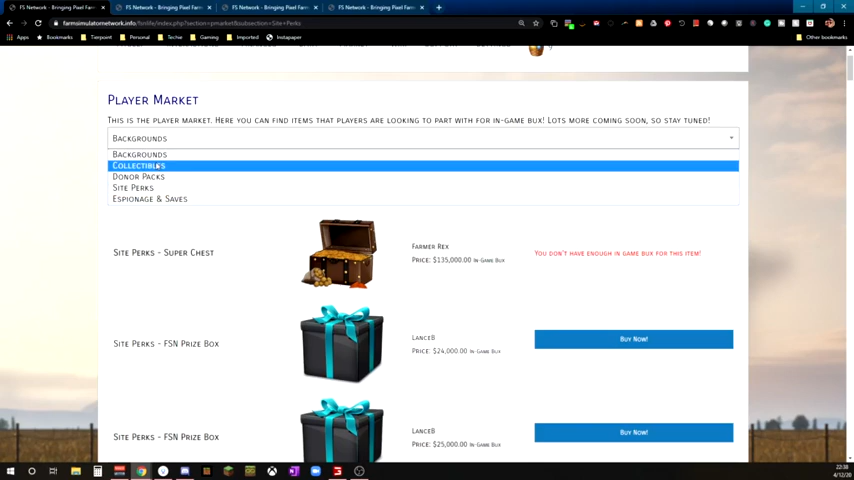 FS Network - Bringing Pixel Farm
FS Network - Bringing Pixel Farm
FS Network - Bringing Pixel Farm
FS Network - Bringing Pixel Farm
farmsimulatornetwork.info/fsnlife/index.php?section=pmarket&subsection=Site+Perks
Apps
Bookmarks
Tierpoint
Personal
Techie
Gaming
Imported
Instapaper
Other bookmarks
Player Market
This is the player market. Here you can find items that players are looking to part with for in-game bux! Lots more coming soon, so stay tuned!
Backgrounds
Backgrounds
Collectibles
Donor Packs
Site Perks
Espionage & Saves
Site Perks - Super Chest
Farmer Rex
Price: $135,000.00 In-Game Bux
You don't have enough in game bux for this item!
Site Perks - FSN Prize Box
LanceB
Price: $24,000.00 In-Game Bux
Buy Now!
Site Perks - FSN Prize Box
LanceB
Price: $25,000.00 In-Game Bux
Buy Now!
22:38
4/12/20